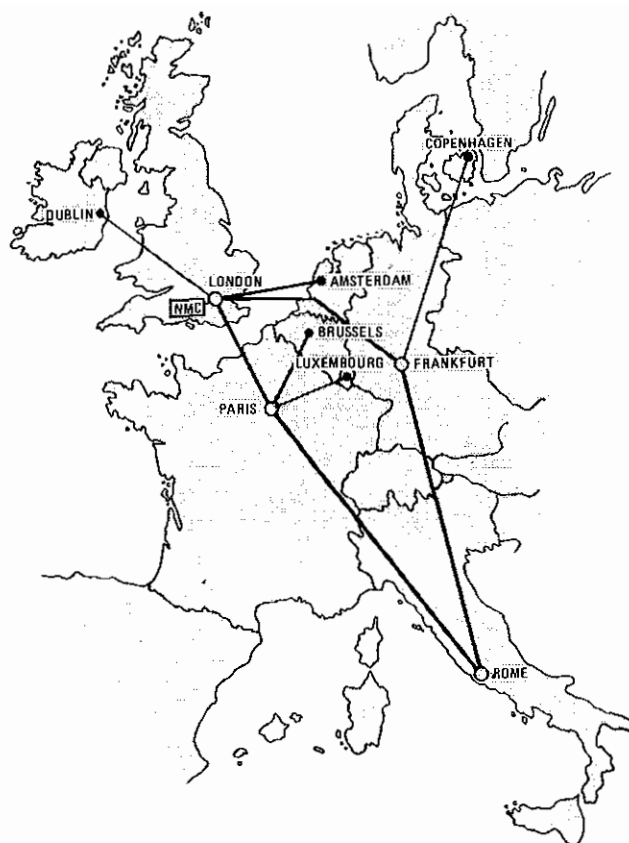 COPENHAGEN
DUBLIN
LONDON
AMSTERDAM
NMC
BRUSSELS
LUXEMBOURG
FRANKFURT
PARIS
ROME